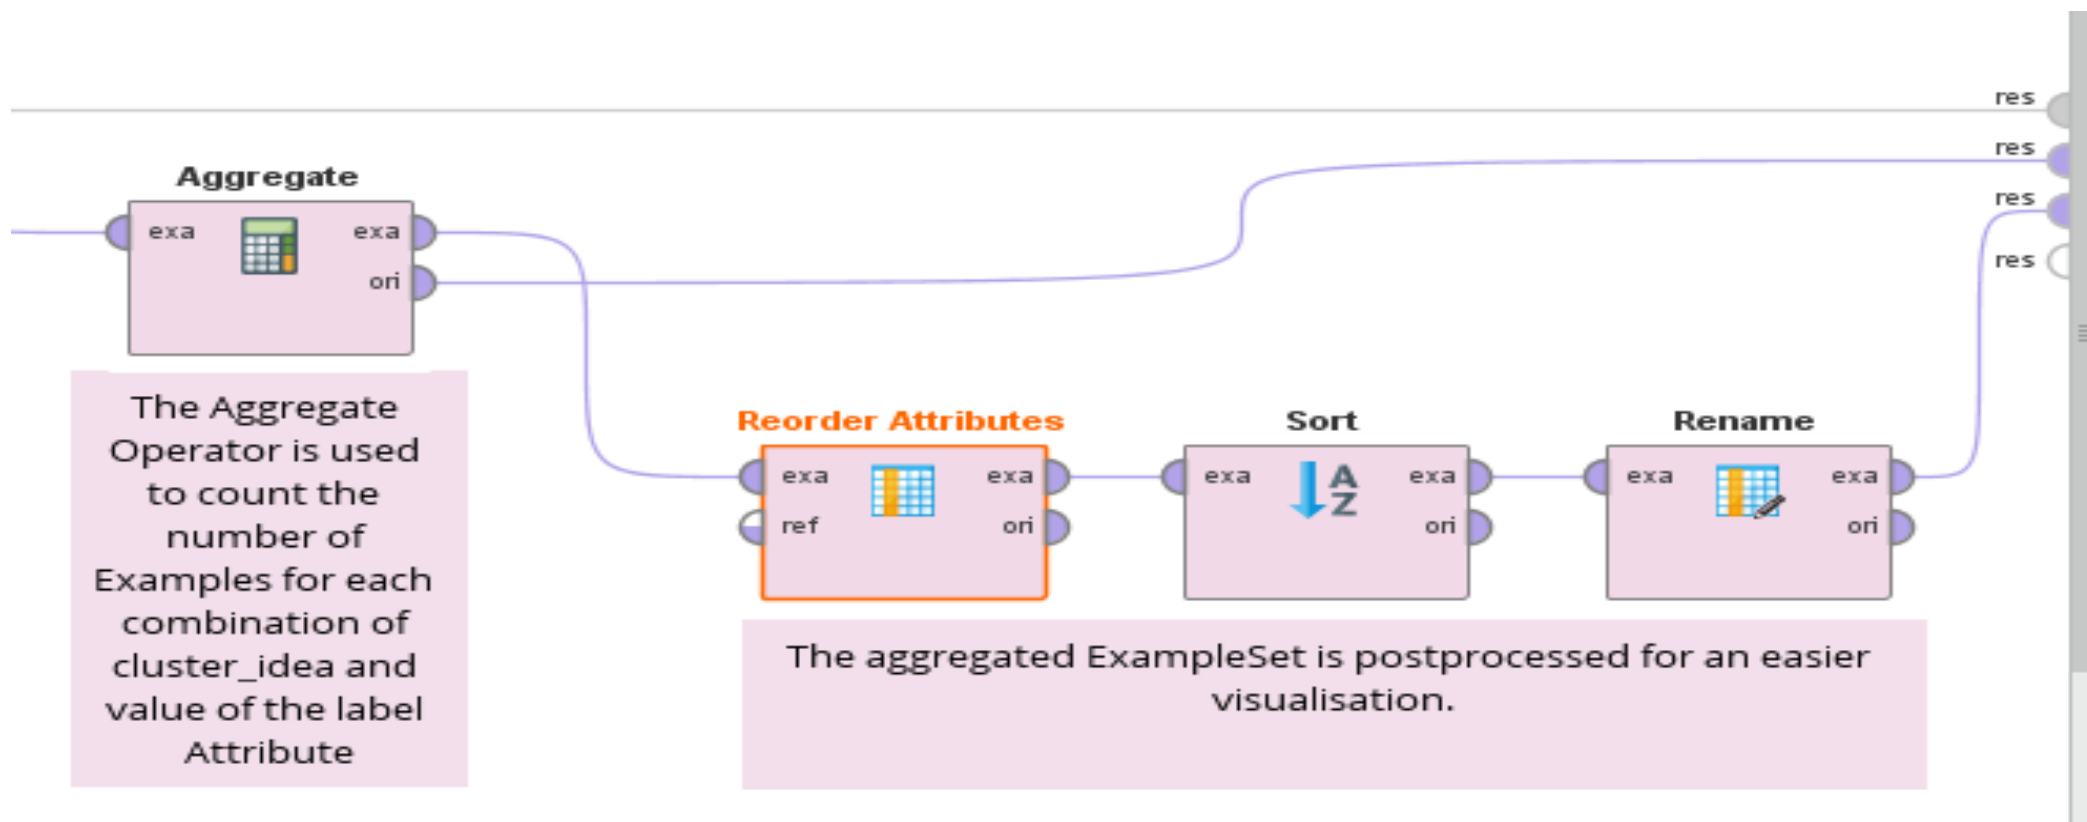 res
res
res
res
Aggregate
exa
exa
ori
The Aggregate
Operator is used
to count the
number of
Examples for each
combination of
cluster_idea and
value of the label
Attribute
Reorder Attributes
exa
exa
ref
ori
Sort
exa
exa
ori
A
Z
Rename
exa
exa
ori
The aggregated ExampleSet is postprocessed for an easier
visualisation.